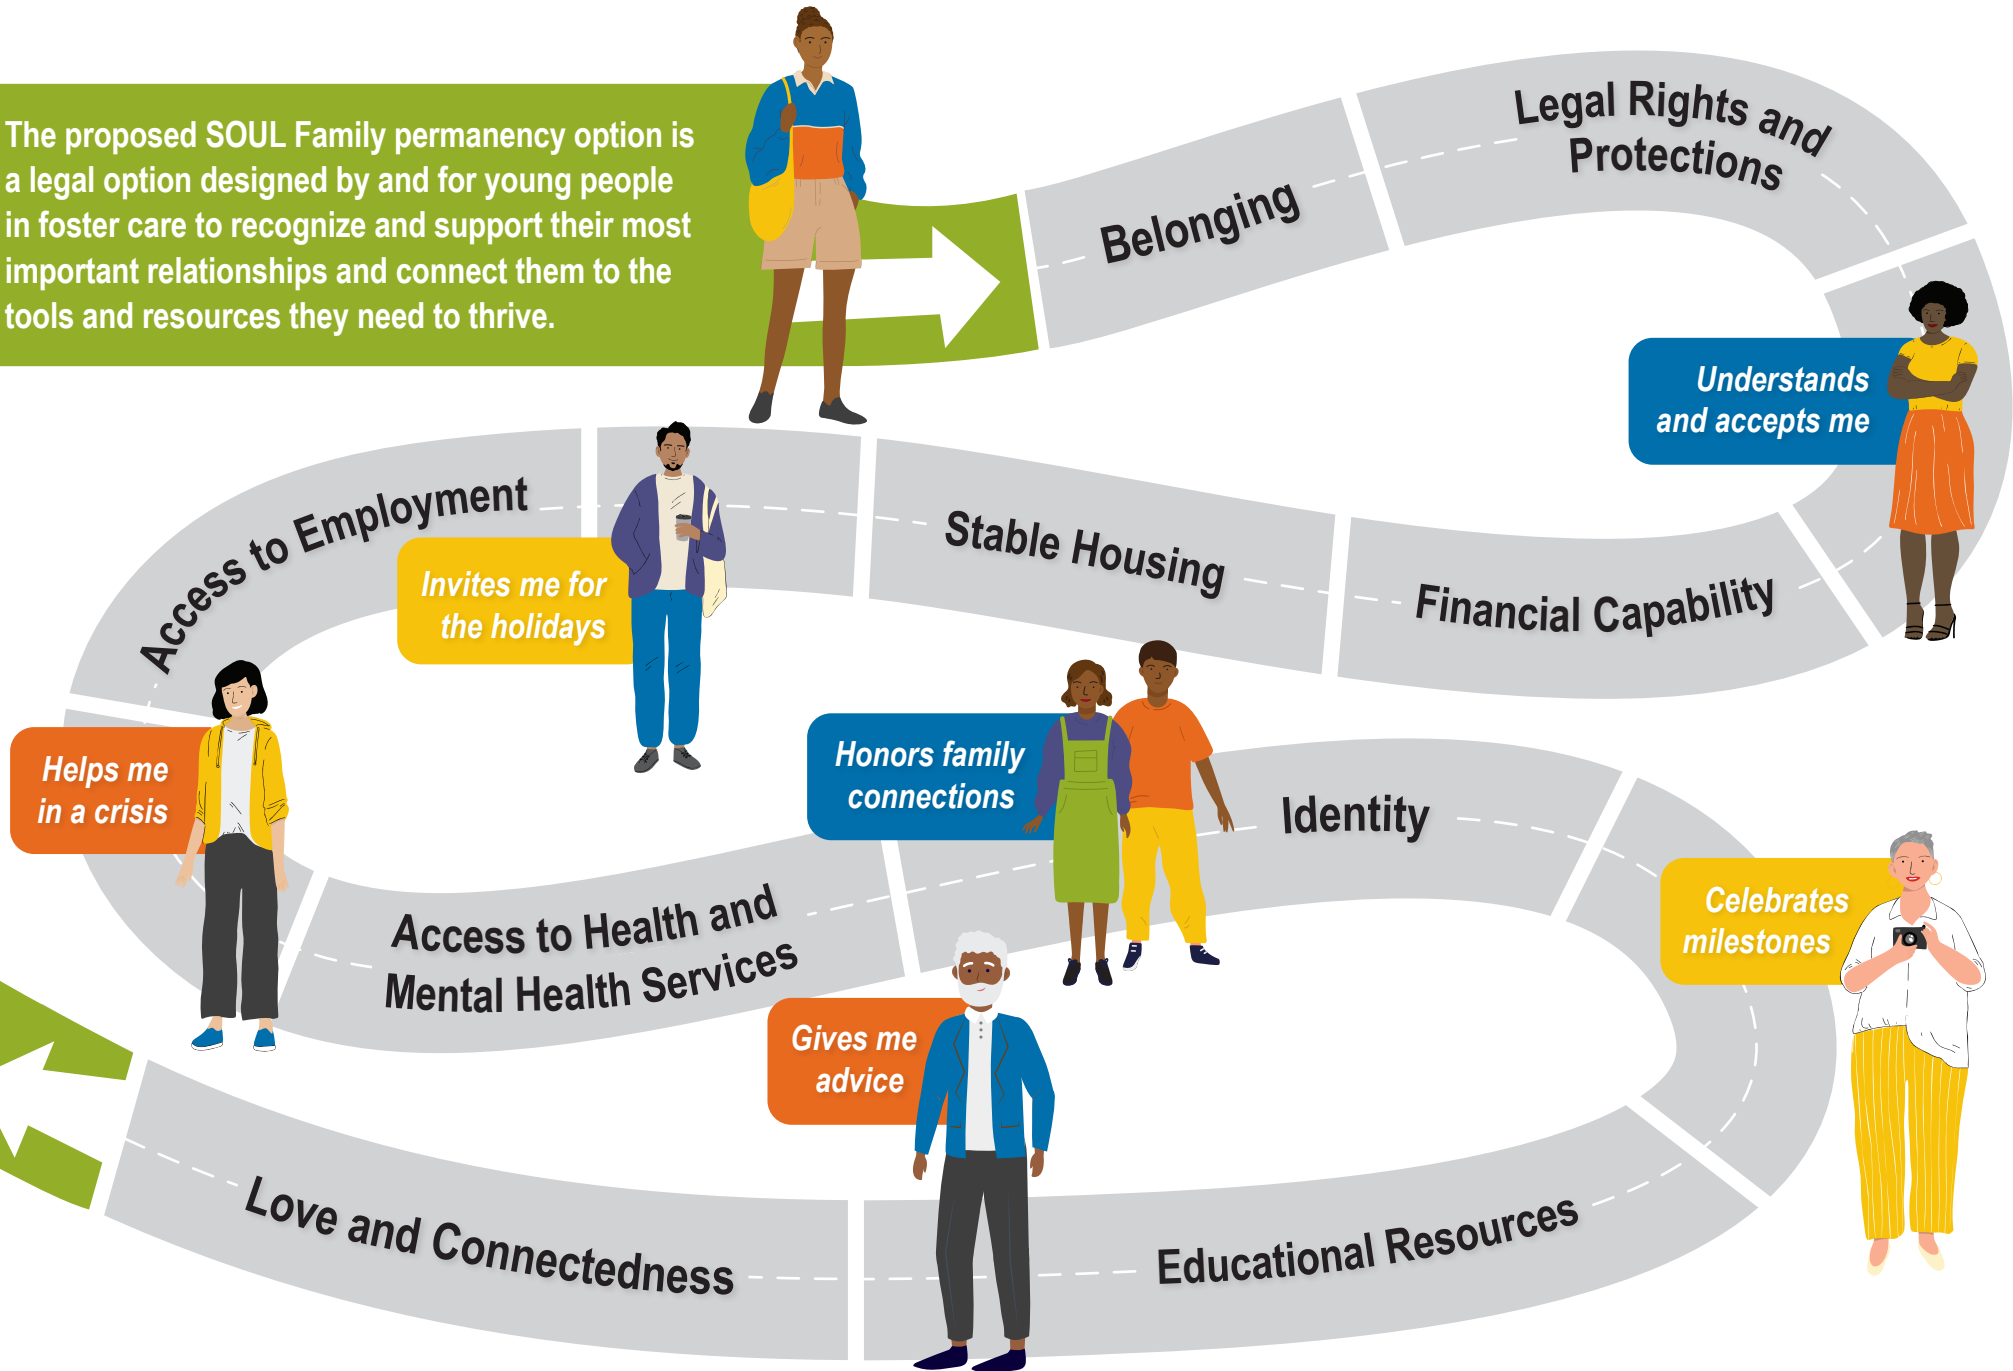 The proposed SOUL Family permanency option is
a legal option designed by and for young people
in foster care to recognize and support their most
important relationships and connect them to the
tools and resources they need to thrive.
Belonging
Legal Rights and
Protections
Understands
and accepts me
Financial Capability
Stable Housing
Invites me for
the holidays
Access to Employment
Helps me
in a crisis
Access to Health and
Mental Health Services
Honors family
connections
Identity
Celebrates
milestones
Educational Resources
Gives me
advice
Love and Connectedness